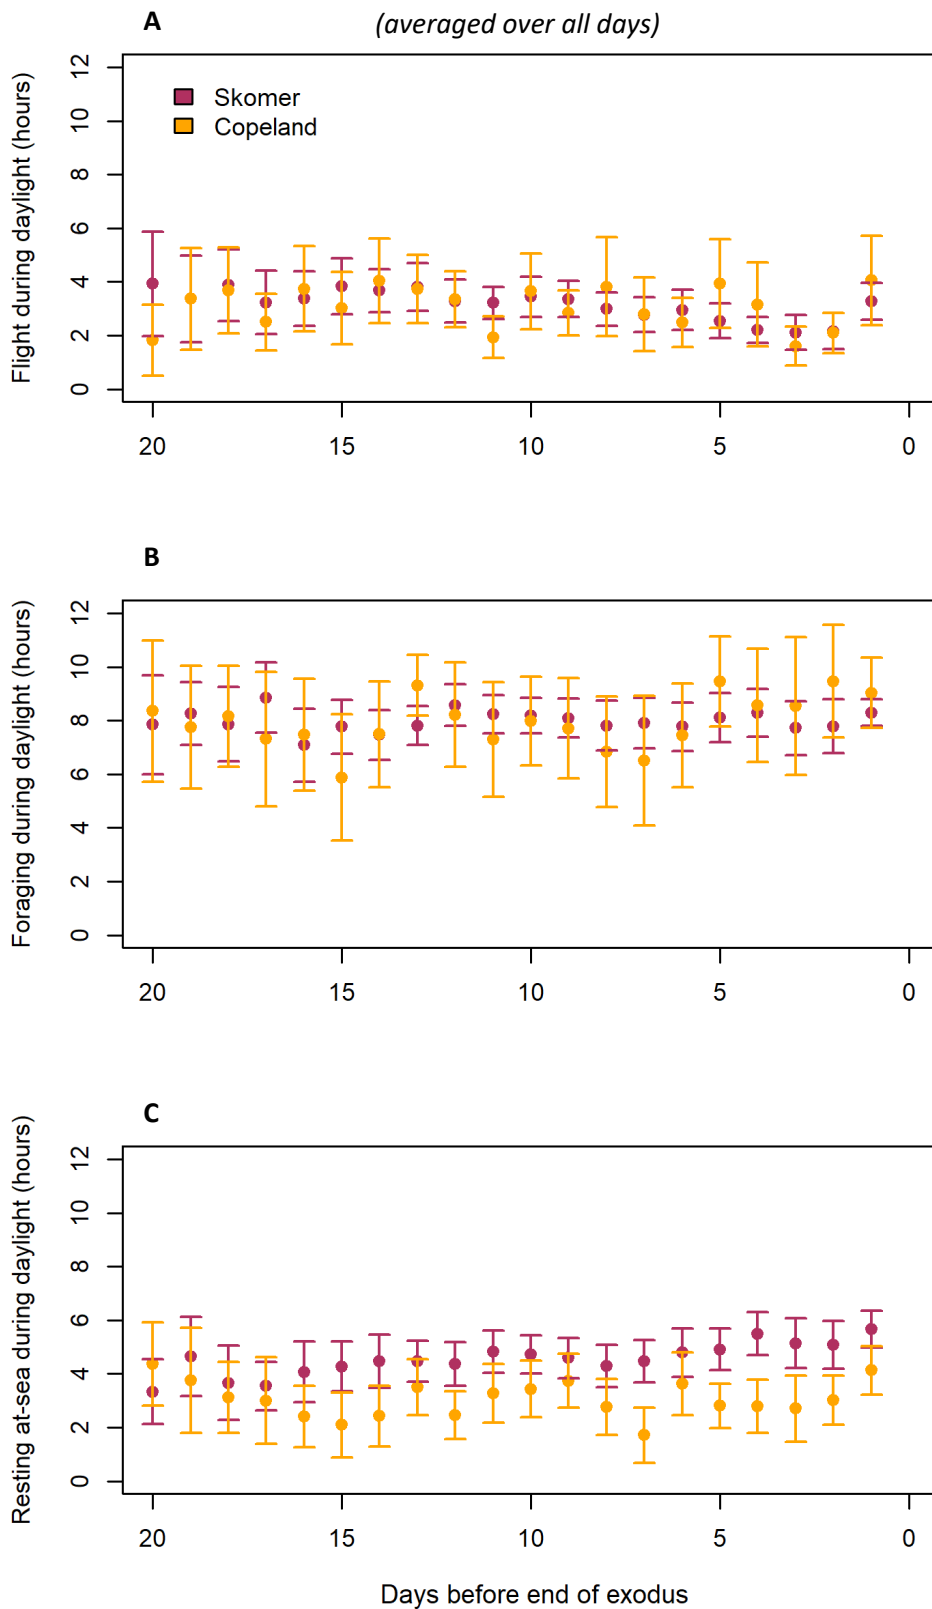 A
(averaged over all days)
Flight during daylight (hours)
12
10
8
6
4
2
0
Skomer
Copeland
20 15 10 5 0
B
Foraging during daylight (hours)
12
10
8
6
4
2
0
20 15 10 5 0
C
Resting at-sea during daylight (hours)
12
10
8
6
4
2
0
20 15 10 5 0
Days before end of exodus